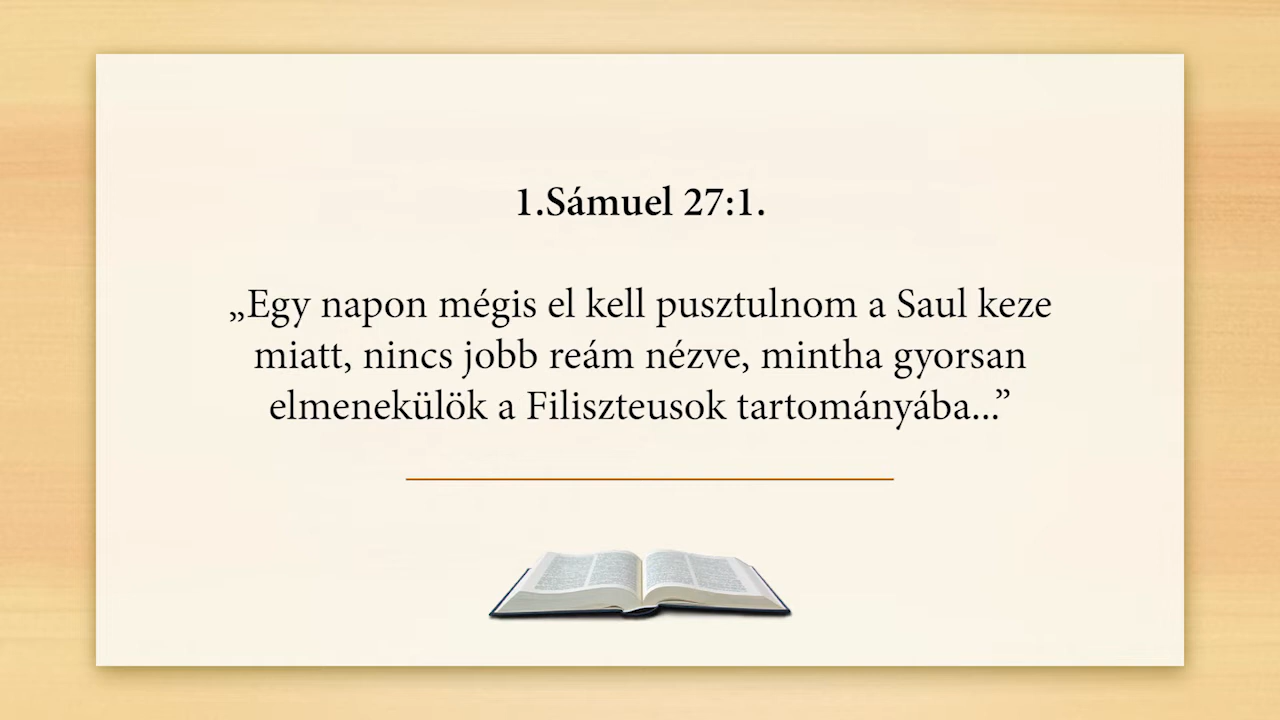 1.Sámuel 27:1.
„Egy napon mégis el kell pusztulnom a Saul keze
miatt, nincs jobb reám nézve, mintha gyorsan
elmenekülök a Filiszteusok tartományába...”